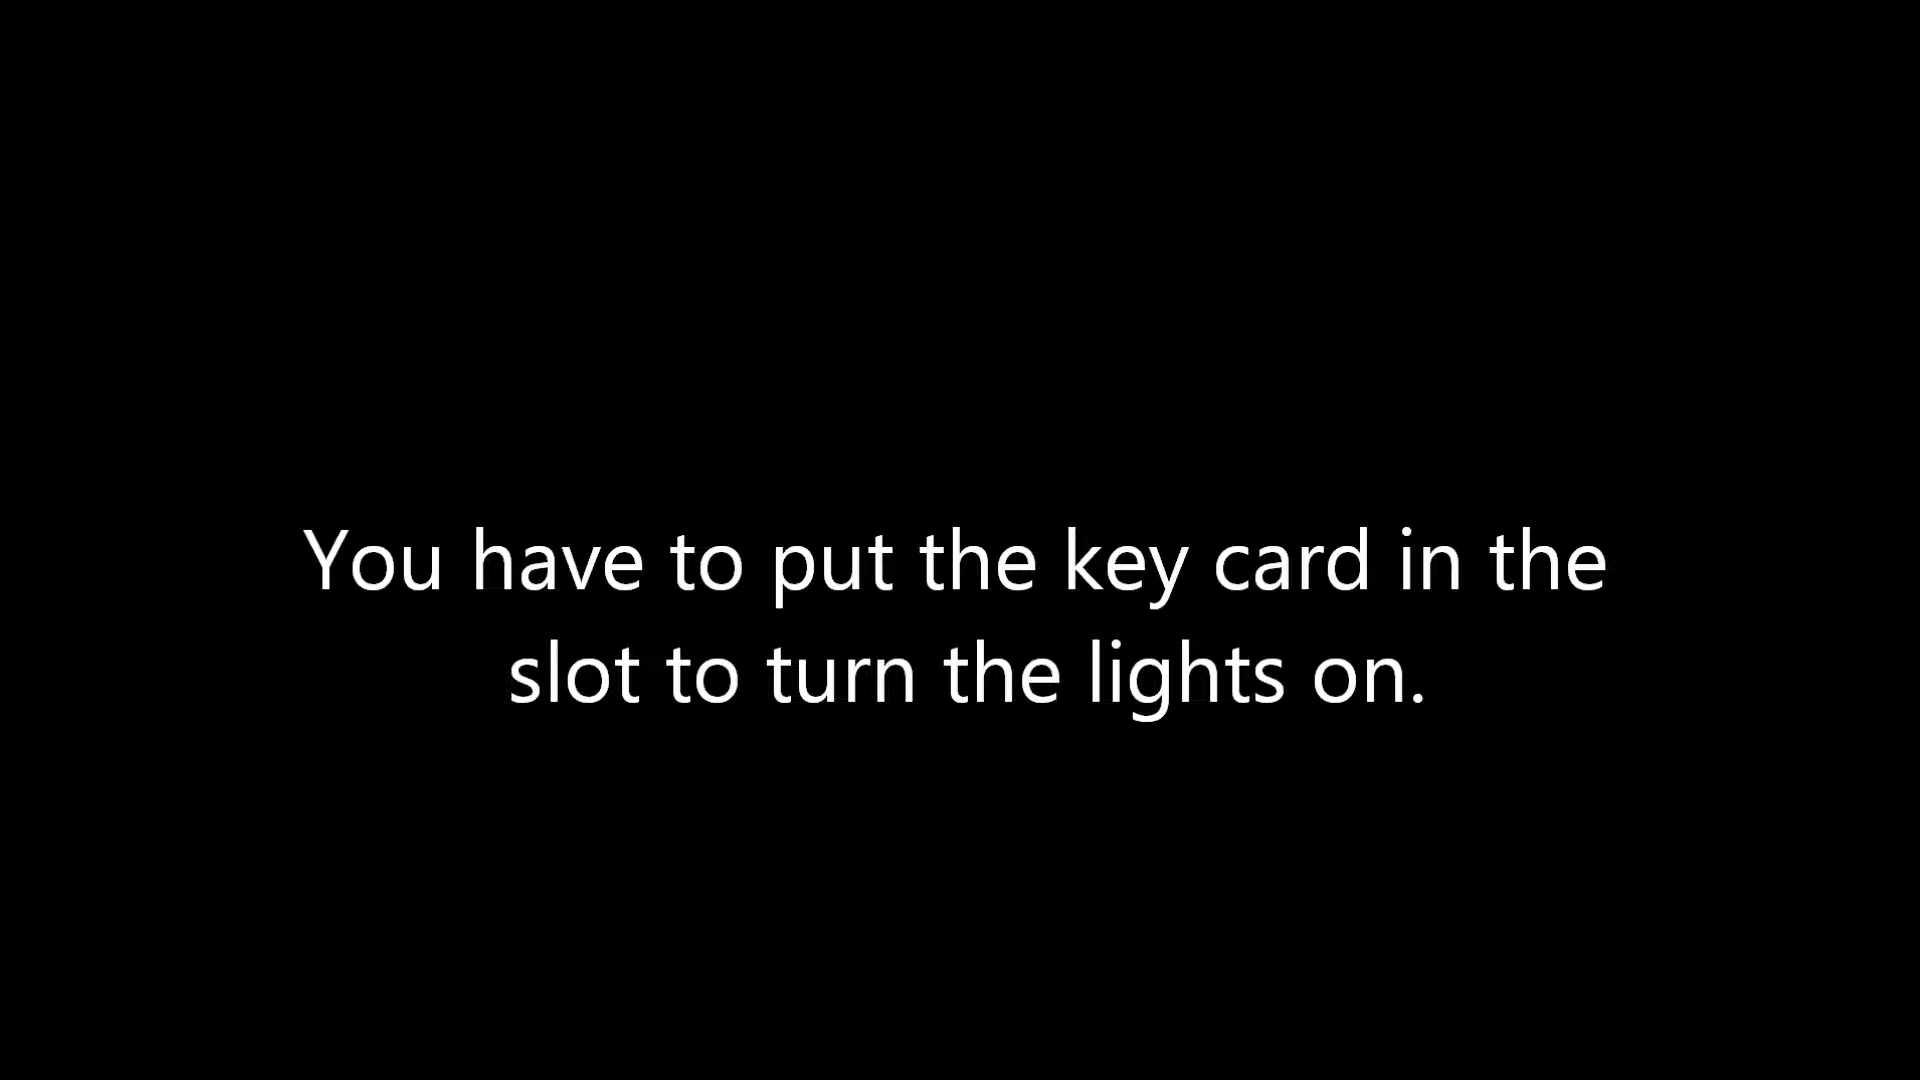 You have to put the key card in the
slot to turn the lights on.